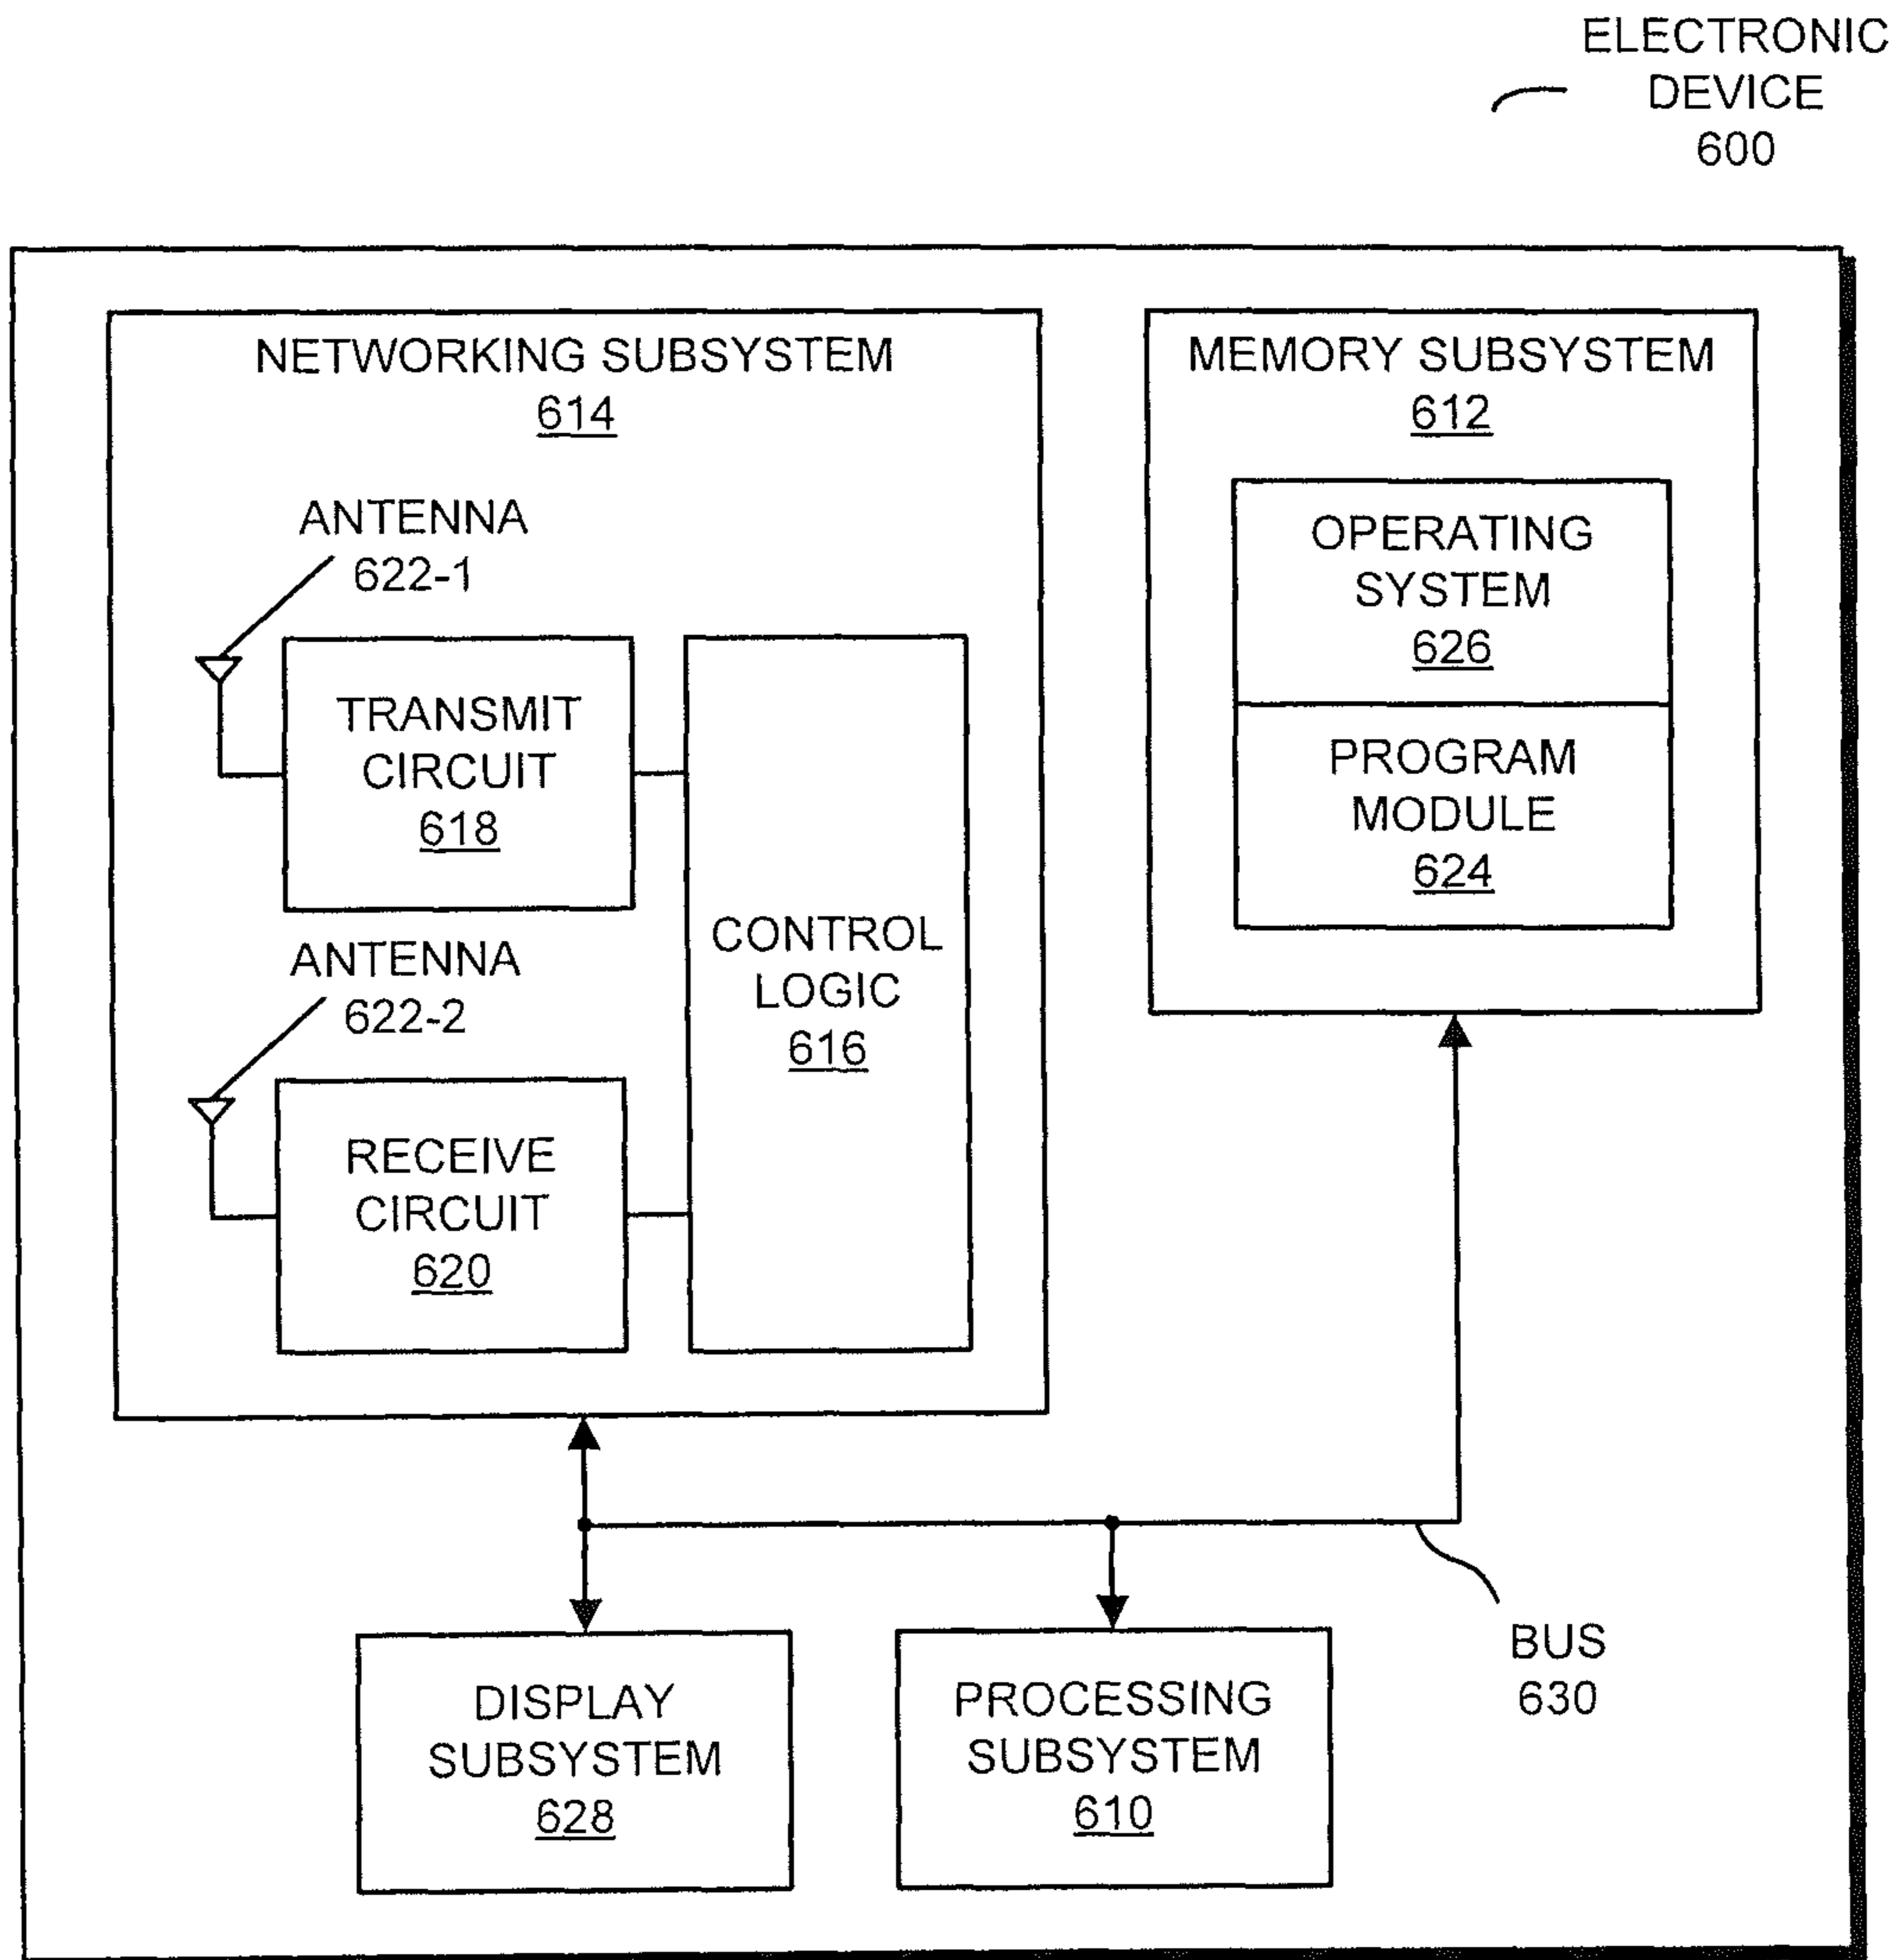 ELECTRONIC
DEVICE
600
NETWORKING SUBSYSTEM
614
ANTENNA
622-1
TRANSMIT
CIRCUIT
618
ANTENNA
622-2
RECEIVE
CIRCUIT
620
CONTROL
LOGIC
616
MEMORY SUBSYSTEM
612
OPERATING
SYSTEM
626
PROGRAM
MODULE
624
DISPLAY
SUBSYSTEM
628
PROCESSING
SUBSYSTEM
610
BUS
630